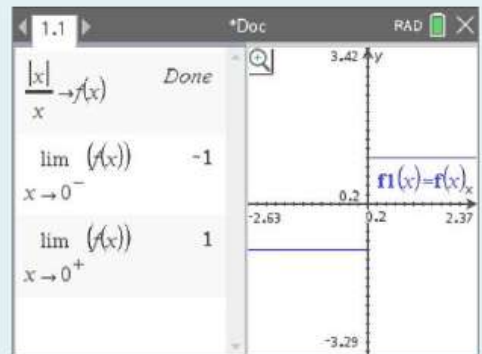 1.1 *Doc RAD
|x|/x →f(x) Done
lim (f(x)) -1
x→0⁻
lim (f(x)) 1
x→0⁺
3.42 y
f1(x)=f(x)
0.2 x
-2.63 0.2 2.37
-3.29